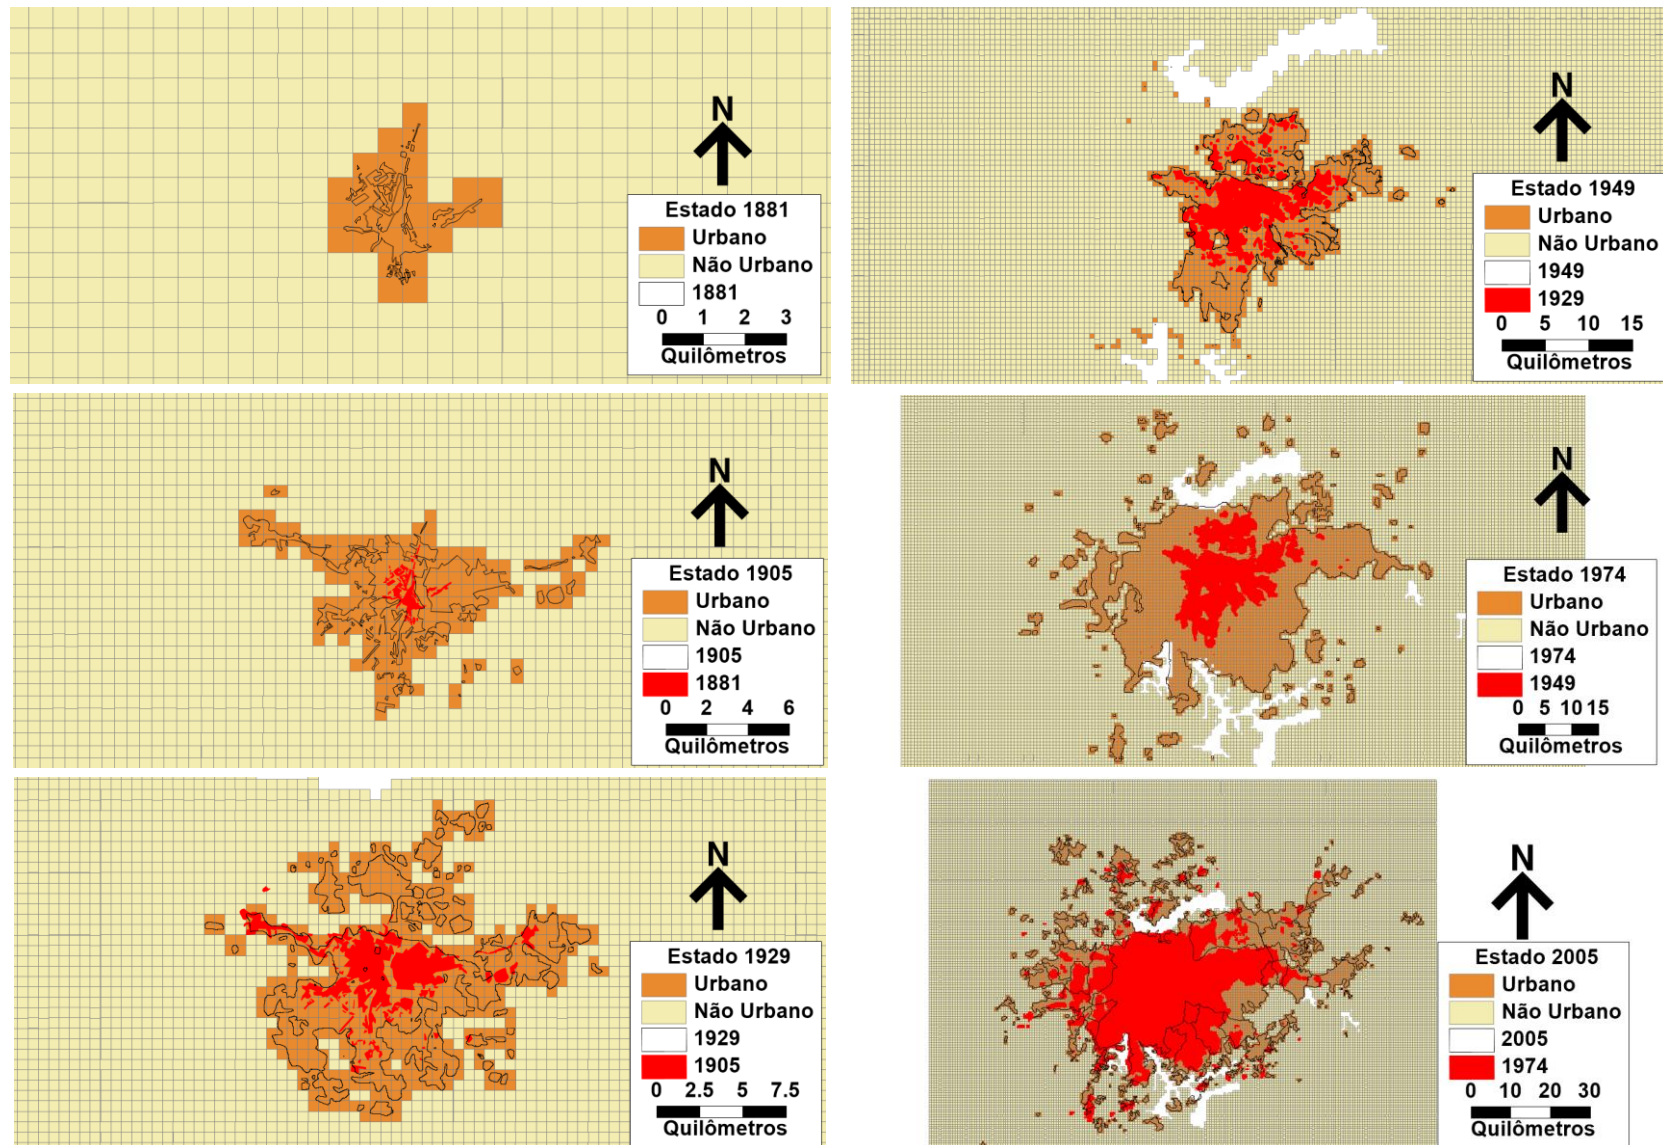 N
Estado 1881
Urbano
Não Urbano
1881
0 1 2 3
Quilômetros
N
Estado 1949
Urbano
Não Urbano
1949
1929
0 5 10 15
Quilômetros
N
Estado 1905
Urbano
Não Urbano
1905
1881
0 2 4 6
Quilômetros
N
Estado 1974
Urbano
Não Urbano
1974
1949
0 5 10 15
Quilômetros
N
Estado 1929
Urbano
Não Urbano
1929
1905
0 2.5 5 7.5
Quilômetros
N
Estado 2005
Urbano
Não Urbano
2005
1974
0 10 20 30
Quilômetros